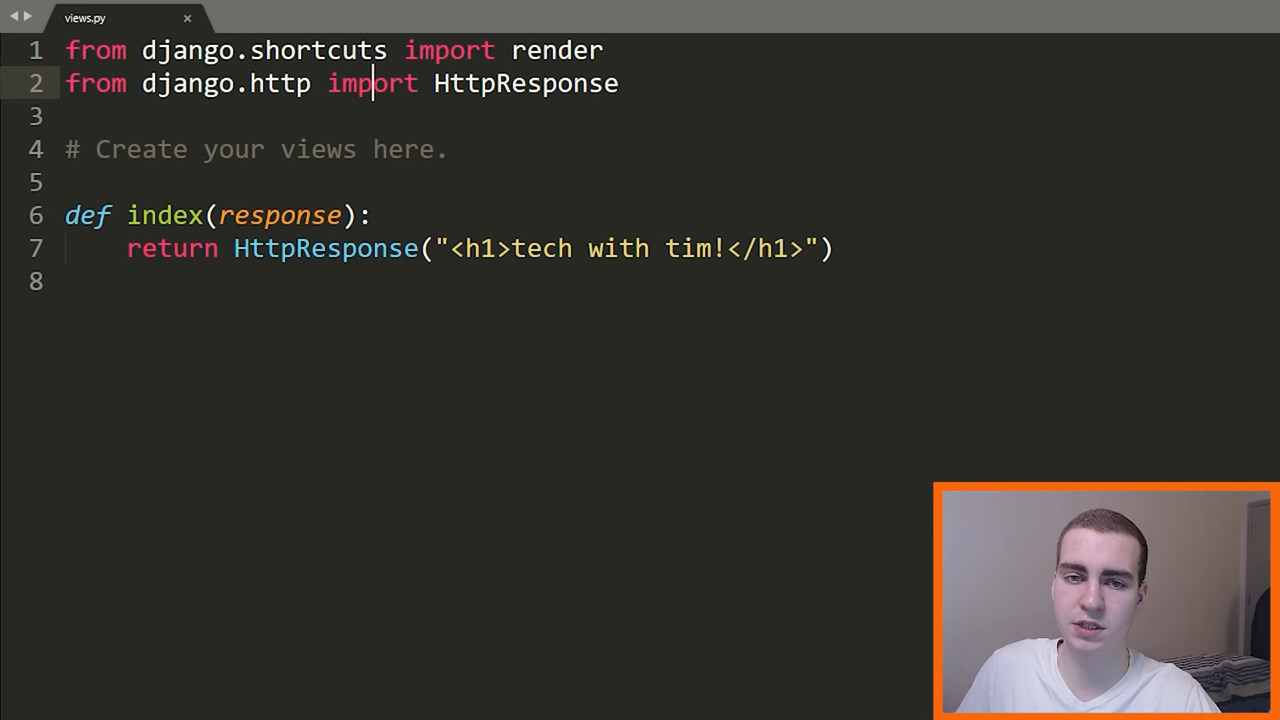 views.py ×
1 from django.shortcuts import render
2 from django.http import HttpResponse
3
4 # Create your views here.
5
6 def index(response):
7     return HttpResponse("<h1>tech with tim!</h1>")
8